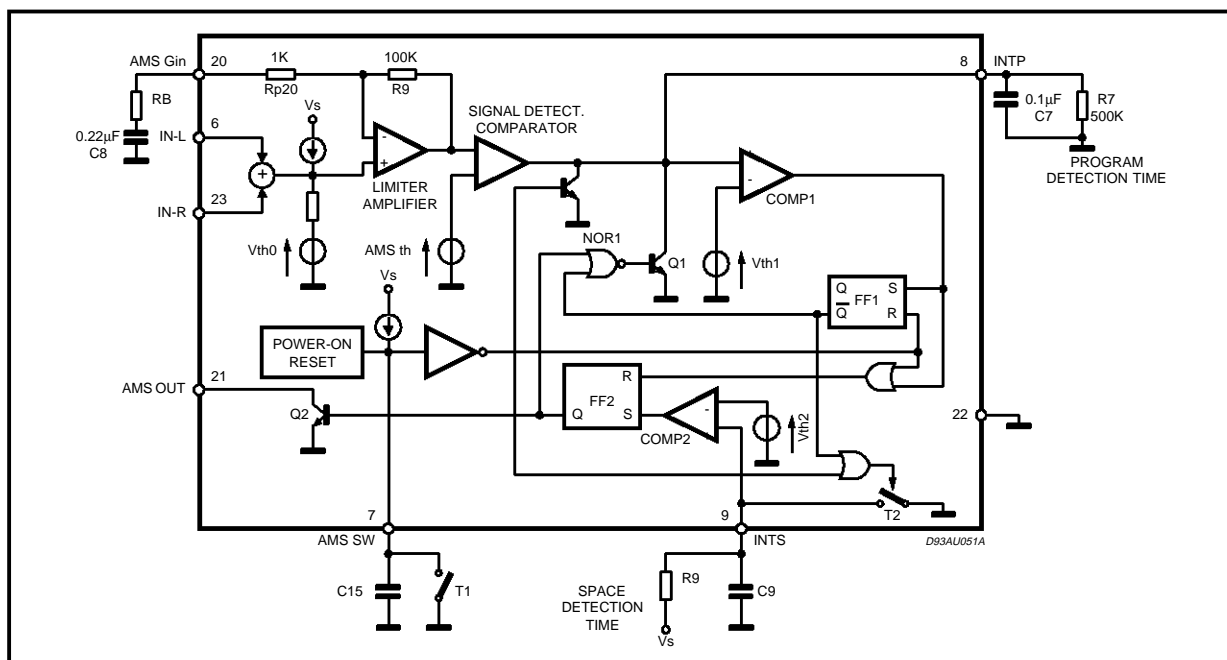 AMS Gin
20
1K
Rp20
100K
R9
8
INTP
RB
0.22µF
C8
6
IN-L
23
IN-R
Vs
+
-
+
LIMITER
AMPLIFIER
SIGNAL DETECT.
COMPARATOR
+
-
COMP1
0.1µF
C7
R7
500K
PROGRAM
DETECTION TIME
Vth0
AMS th
NOR1
Q1
Vth1
Vs
POWER-ON
RESET
Q
S
FF1
Q
R
AMS OUT
21
Q2
R
FF2
Q
S
-
COMP2
Vth2
22
T2
7
AMS SW
9
INTS
D93AU051A
C15
T1
SPACE
DETECTION
TIME
R9
Vs
C9